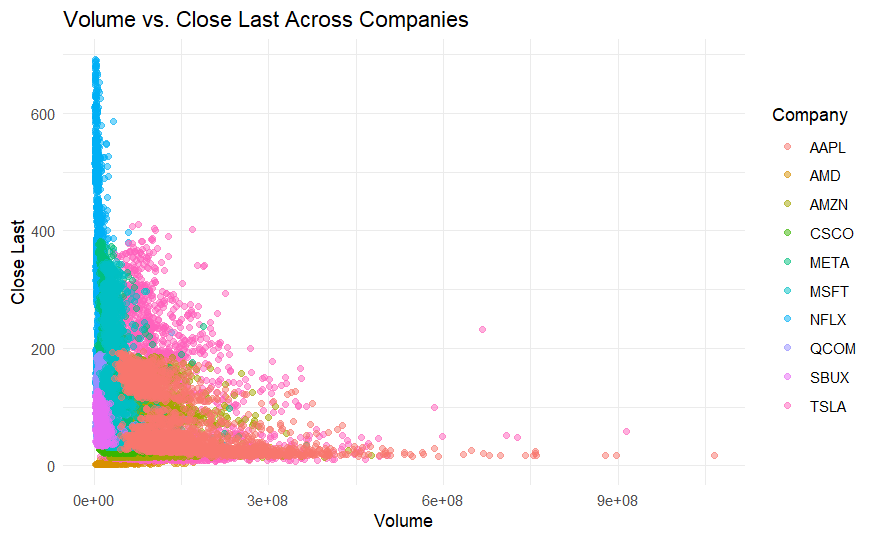 Volume vs. Close Last Across Companies
Close Last
600
400
200
0
0e+00
3e+08
6e+08
9e+08
Volume
Company
AAPL
AMD
AMZN
CSCO
META
MSFT
NFLX
QCOM
SBUX
TSLA